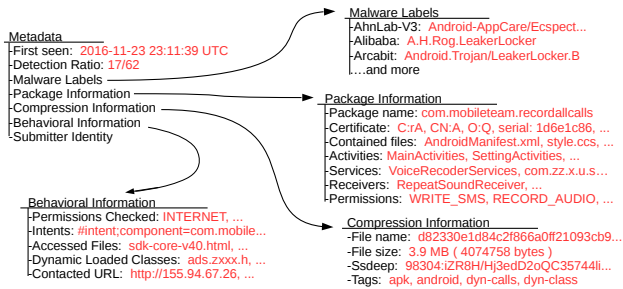 Metadata
-First seen: 2016-11-23 23:11:39 UTC
-Detection Ratio: 17/62
-Malware Labels
-Package Information
-Compression Information
-Behavioral Information
-Submitter Identity
Malware Labels
-AhnLab-V3: Android-AppCare/Ecspect...
-Alibaba: A.H.Rog.LeakerLocker
-Arcabit: Android.Trojan/LeakerLocker.B
....and more
Package Information
-Package name: com.mobileteam.recordallcalls
-Certificate: C:rA, CN:A, O:Q, serial: 1d6e1c86, ...
-Contained files: AndroidManifest.xml, style.ccs, ...
-Activities: MainActivities, SettingActivities, ...
-Services: VoiceRecoderServices, com.zz.x.u.s...
-Receivers: RepeatSoundReceiver, ...
-Permissions: WRITE_SMS, RECORD_AUDIO, ...
Behavioral Information
-Permissions Checked: INTERNET, ...
-Intents: #intent;component=com.mobile...
-Accessed Files: sdk-core-v40.html, ...
-Dynamic Loaded Classes: ads.zxxx.h, ...
-Contacted URL: http://155.94.67.26, ...
Compression Information
-File name: d82330e1d84c2f866a0ff21093cb9...
-File size: 3.9 MB ( 4074758 bytes )
-Ssdeep: 98304:iZR8H/Hj3edD2oQC35744li...
-Tags: apk, android, dyn-calls, dyn-class